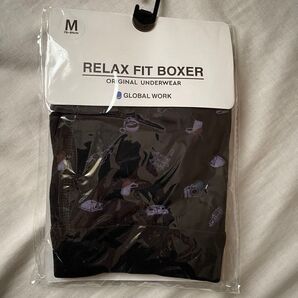 M
RELAX FIT BOXER
ORIGINAL UNDERWEAR
GLOBAL WORK